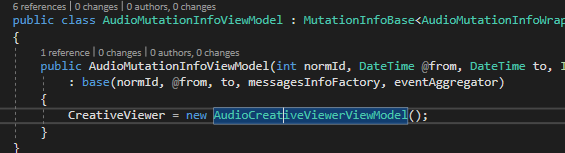 6 references | 0 changes | 0 authors, 0 changes
public class AudioMutationInfoViewModel : MutationInfoBase<AudioMutationInfoWrap
{
1 reference | 0 changes | 0 authors, 0 changes
public AudioMutationInfoViewModel(int normId, DateTime @from, DateTime to, I
: base(normId, @from, to, messagesInfoFactory, eventAggregator)
{
CreativeViewer = new AudioCreativeViewerViewModel();
}
}